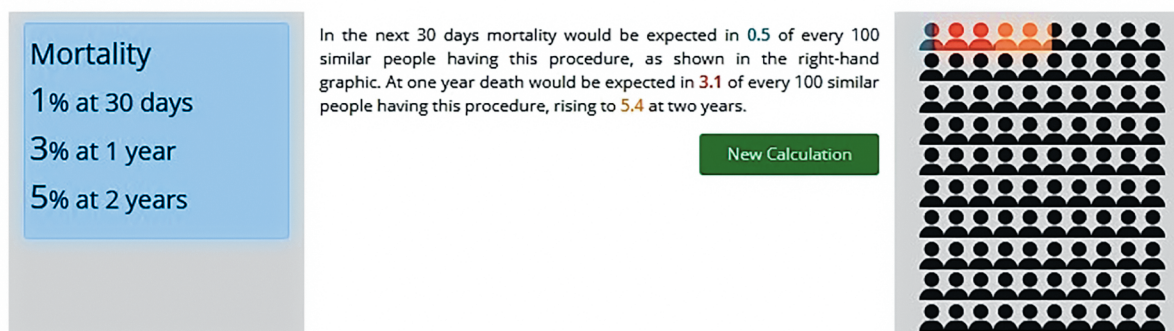 Mortality
1% at 30 days
3% at 1 year
5% at 2 years
In the next 30 days mortality would be expected in 0.5 of every 100
similar people having this procedure, as shown in the right-hand
graphic. At one year death would be expected in 3.1 of every 100 similar
people having this procedure, rising to 5.4 at two years.
New Calculation